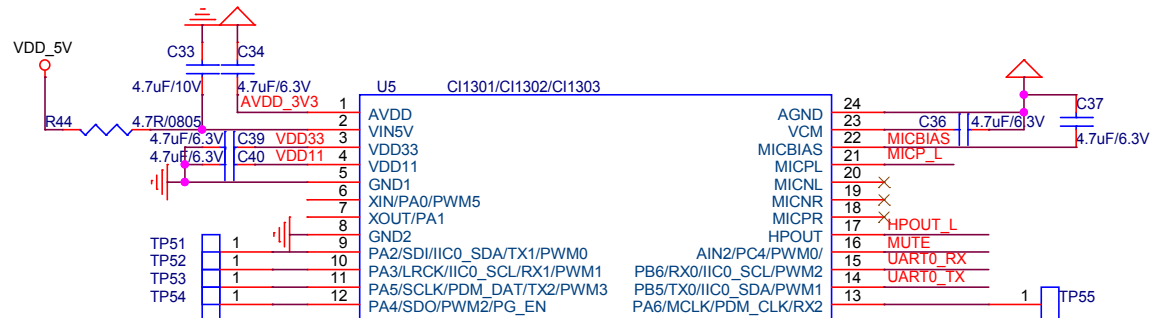 VDD_5V
C33
C34
4.7uF/10V
4.7uF/6.3V
AVDD_3V3
U5
CI1301/CI1302/CI1303
R44
4.7R/0805
4.7uF/6.3V
C39
VDD33
4.7uF/6.3V
C40
VDD11
1
AVDD
2
VIN5V
3
VDD33
4
VDD11
5
GND1
6
XIN/PA0/PWM5
7
XOUT/PA1
8
GND2
9
PA2/SDI/IIC0_SDA/TX1/PWM0
10
PA3/LRCK/IIC0_SCL/RX1/PWM1
11
PA5/SCLK/PDM_DAT/TX2/PWM3
12
PA4/SDO/PWM2/PG_EN
TP51
1
TP52
1
TP53
1
TP54
1
24
AGND
23
VCM
22
MICBIAS
21
MICPL
20
MICNL
19
MICNR
18
MICPR
17
HPOUT
16
AIN2/PC4/PWM0/
15
PB6/RX0/IIC0_SCL/PWM2
14
PB5/TX0/IIC0_SDA/PWM1
13
PA6/MCLK/PDM_CLK/RX2
C36
4.7uF/6.3V
C37
4.7uF/6.3V
MICBIAS
MICP_L
HPOUT_L
MUTE
UART0_RX
UART0_TX
1
TP55